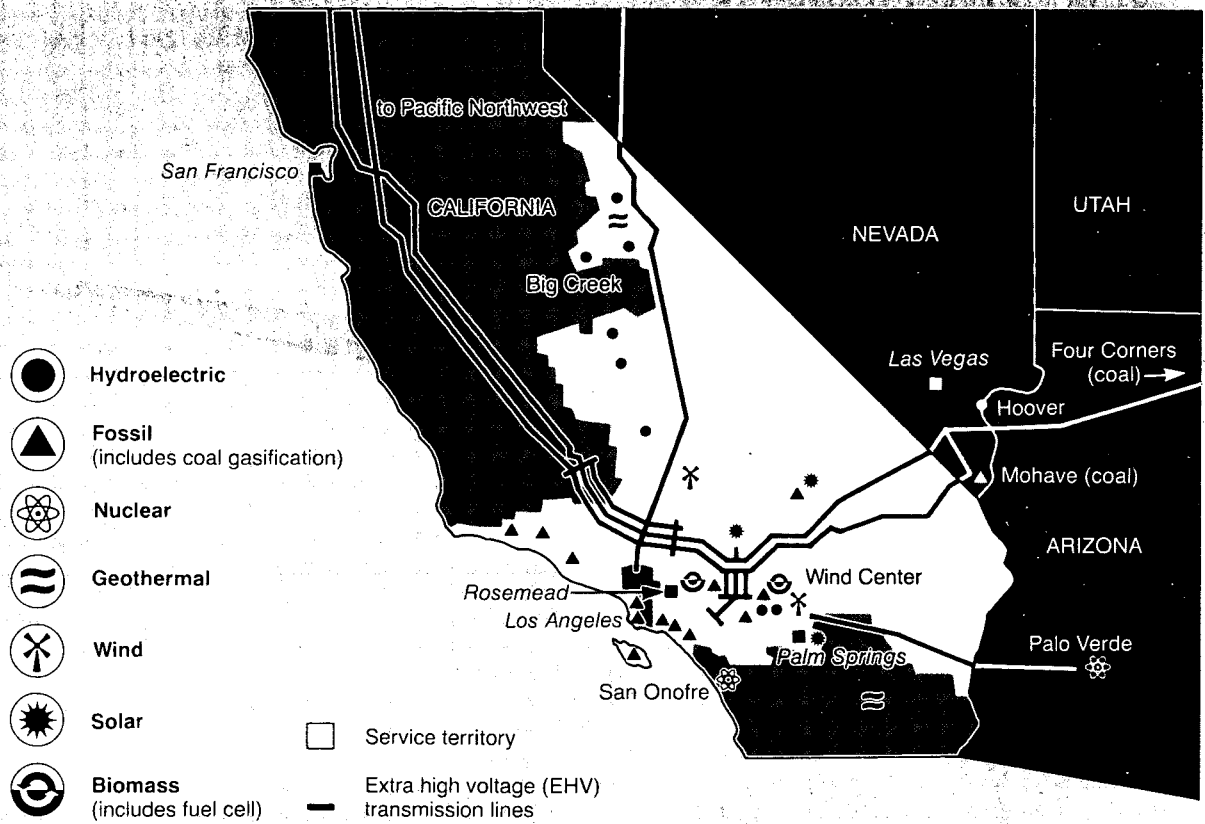 to Pacific Northwest
San Francisco
CALIFORNIA
UTAH
NEVADA
Big Creek
Las Vegas
Four Corners
(coal)
Hoover
Mohave (coal)
ARIZONA
Wind Center
Rosemead
Los Angeles
Palm Springs
Palo Verde
San Onofre
Hydroelectric
Fossil
(includes coal gasification)
Nuclear
Geothermal
Wind
Solar
Biomass
(includes fuel cell)
Service territory
Extra high voltage (EHV)
transmission lines